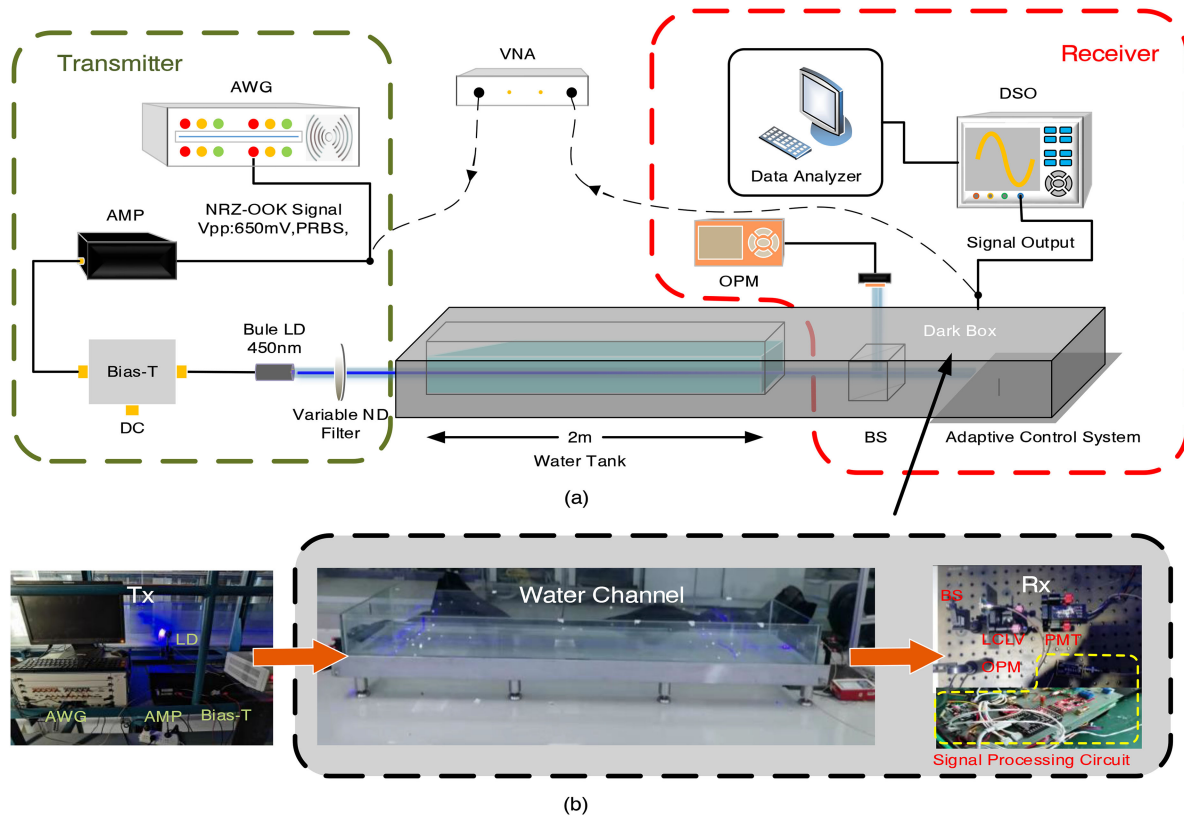 Transmitter
AWG
NRZ-OOK Signal
Vpp:650mV,PRBS,
AMP
Bias-T
DC
Bule LD
450nm
Variable ND
Filter
VNA
2m
Water Tank
Receiver
DSO
Data Analyzer
Signal Output
OPM
Dark Box
BS
Adaptive Control System
(a)
Tx
LD
AWG
AMP
Bias-T
Water Channel
Rx
BS
LCLV
PMT
OPM
Signal Processing Circuit
(b)